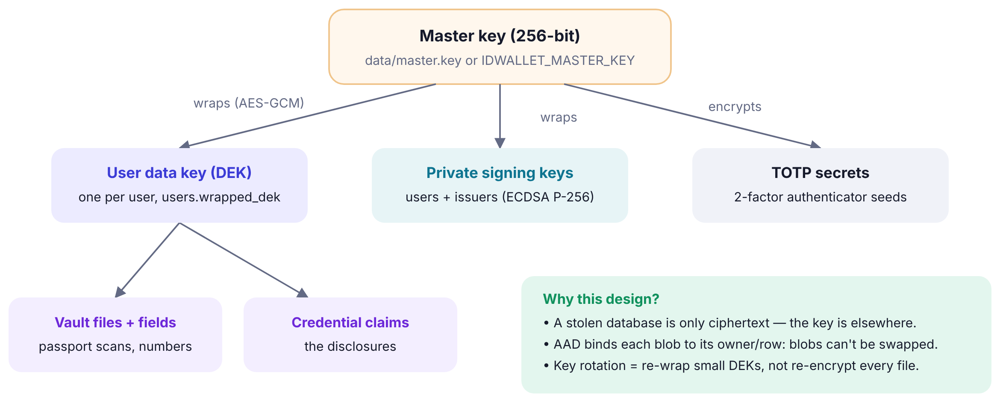 Master key (256-bit)
data/master.key or IDWALLET_MASTER_KEY
wraps (AES-GCM)
wraps
encrypts
User data key (DEK)
one per user, users.wrapped_dek
Private signing keys
users + issuers (ECDSA P-256)
TOTP secrets
2-factor authenticator seeds
Vault files + fields
passport scans, numbers
Credential claims
the disclosures
Why this design?
• A stolen database is only ciphertext — the key is elsewhere.
• AAD binds each blob to its owner/row: blobs can't be swapped.
• Key rotation = re-wrap small DEKs, not re-encrypt every file.